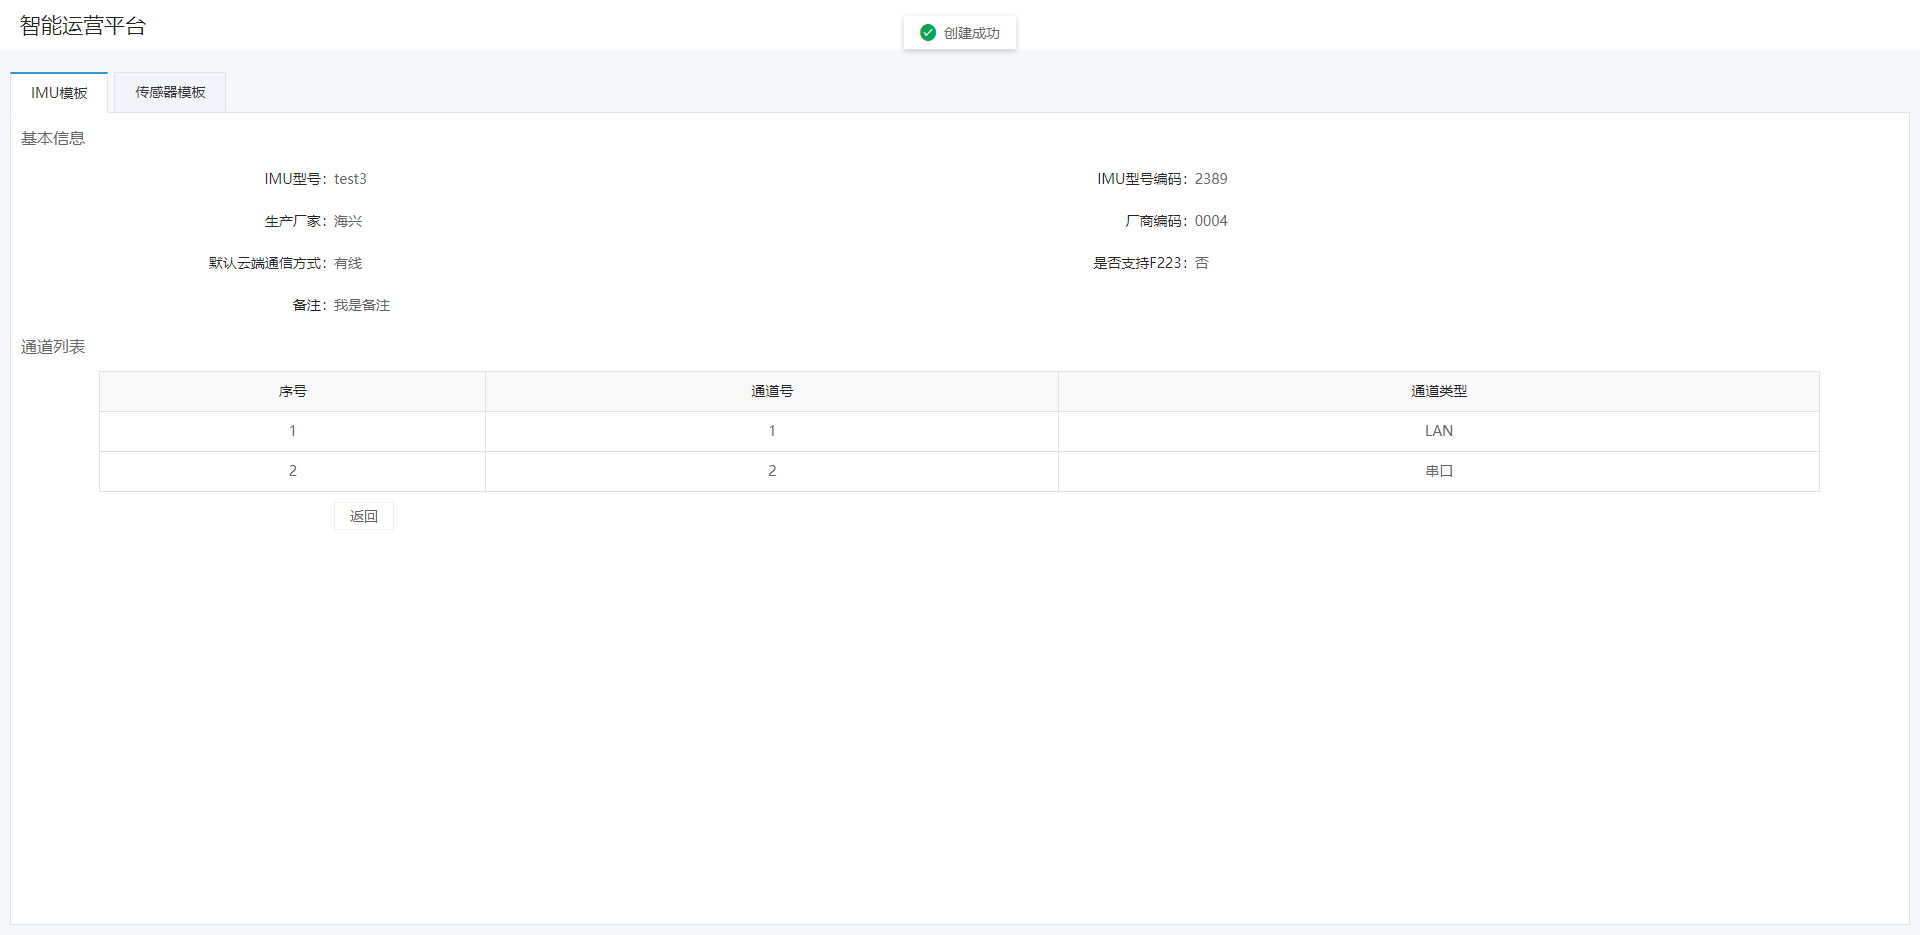 智能运营平台
创建成功
IMU模板 传感器模板
基本信息
IMU型号：test3 IMU型号编码：2389
生产厂家：海兴 厂商编码：0004
默认云端通信方式：有线 是否支持F223：否
备注：我是备注
通道列表
序号 通道号 通道类型
1 1 LAN
2 2 串口
返回